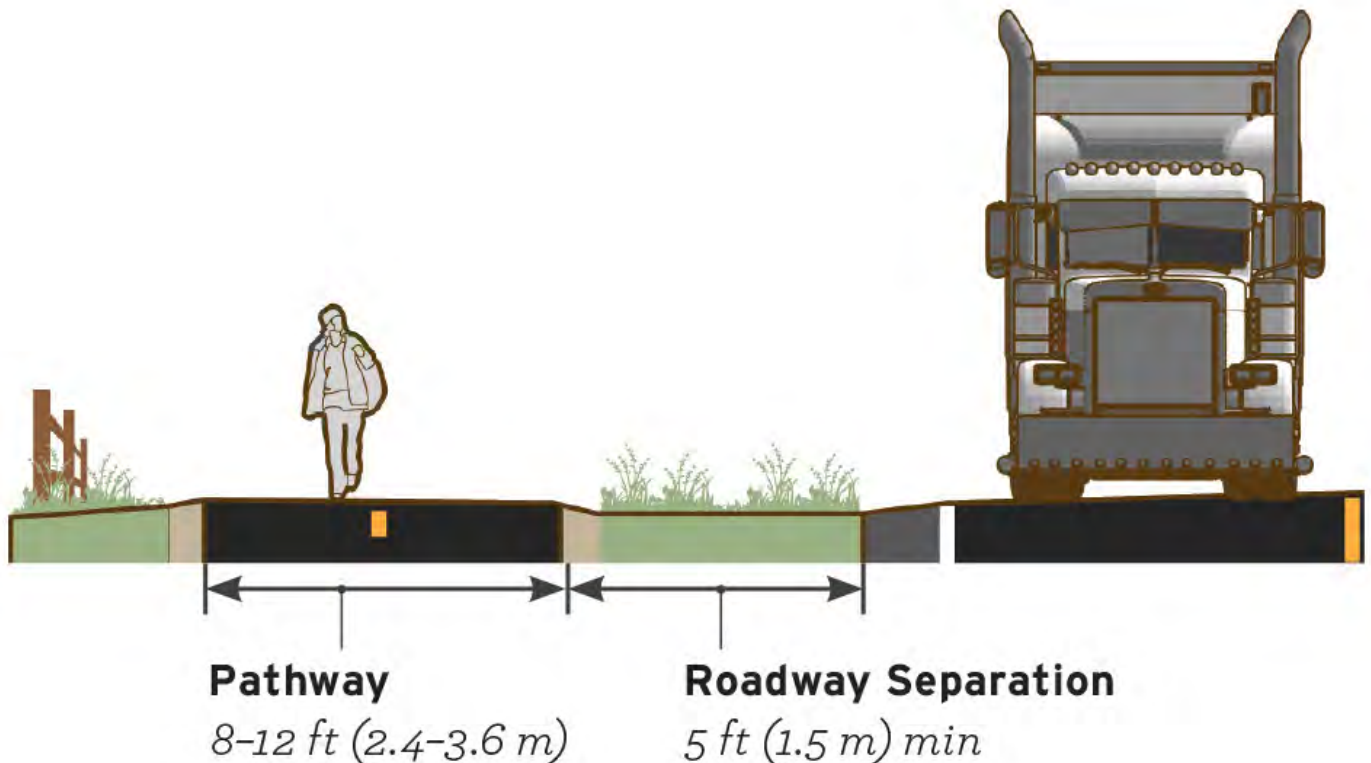 Pathway
8–12 ft (2.4–3.6 m)
Roadway Separation
5 ft (1.5 m) min